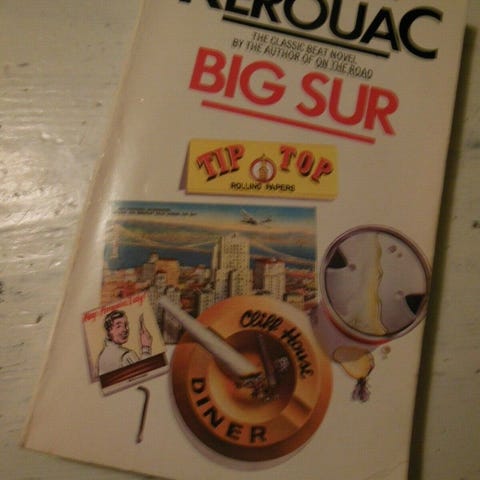 KEROUAC
THE CLASSIC BEAT NOVEL
BY THE AUTHOR OF ON THE ROAD
BIG SUR
TIP TOP
ROLLING PAPERS
Cliff House
DINER